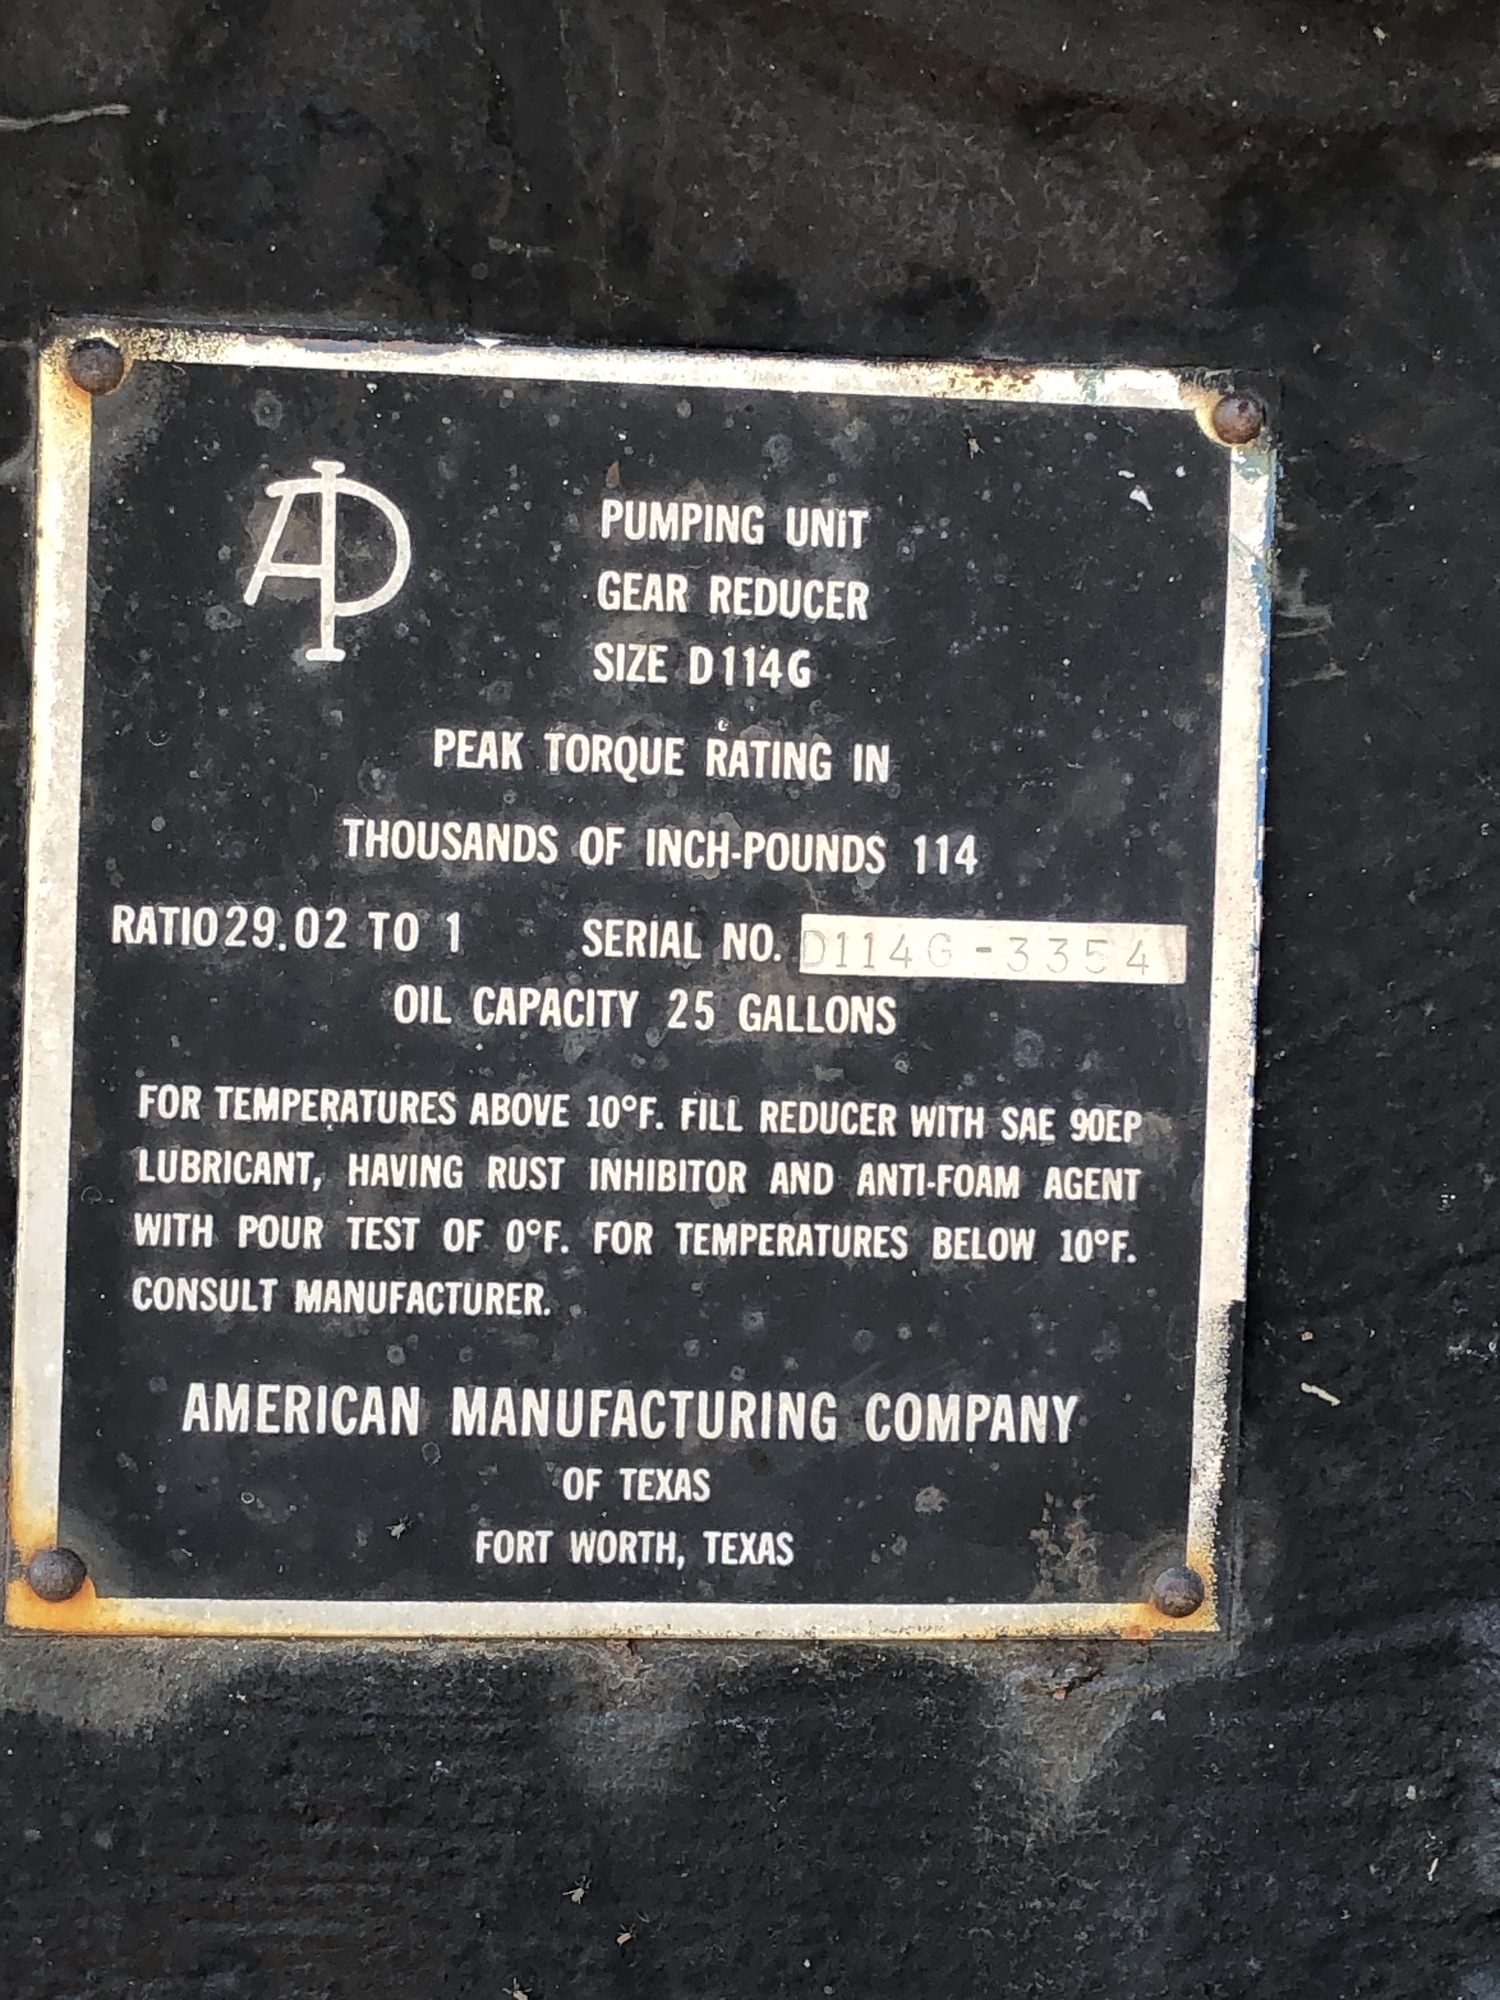 AP
PUMPING UNIT
GEAR REDUCER
SIZE D114G
PEAK TORQUE RATING IN
THOUSANDS OF INCH-POUNDS 114
RATIO 29.02 TO 1 SERIAL NO. D114G-3354
OIL CAPACITY 25 GALLONS
FOR TEMPERATURES ABOVE 10°F. FILL REDUCER WITH SAE 90EP
LUBRICANT, HAVING RUST INHIBITOR AND ANTI-FOAM AGENT
WITH POUR TEST OF 0°F. FOR TEMPERATURES BELOW 10°F.
CONSULT MANUFACTURER.
AMERICAN MANUFACTURING COMPANY
OF TEXAS
FORT WORTH, TEXAS